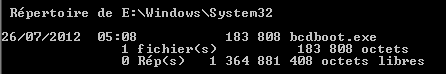 Répertoire de E:\Windows\System32
26/07/2012 05:08 183 808 bcdboot.exe
1 fichier(s) 183 808 octets
0 Rép(s) 1 364 881 408 octets libres